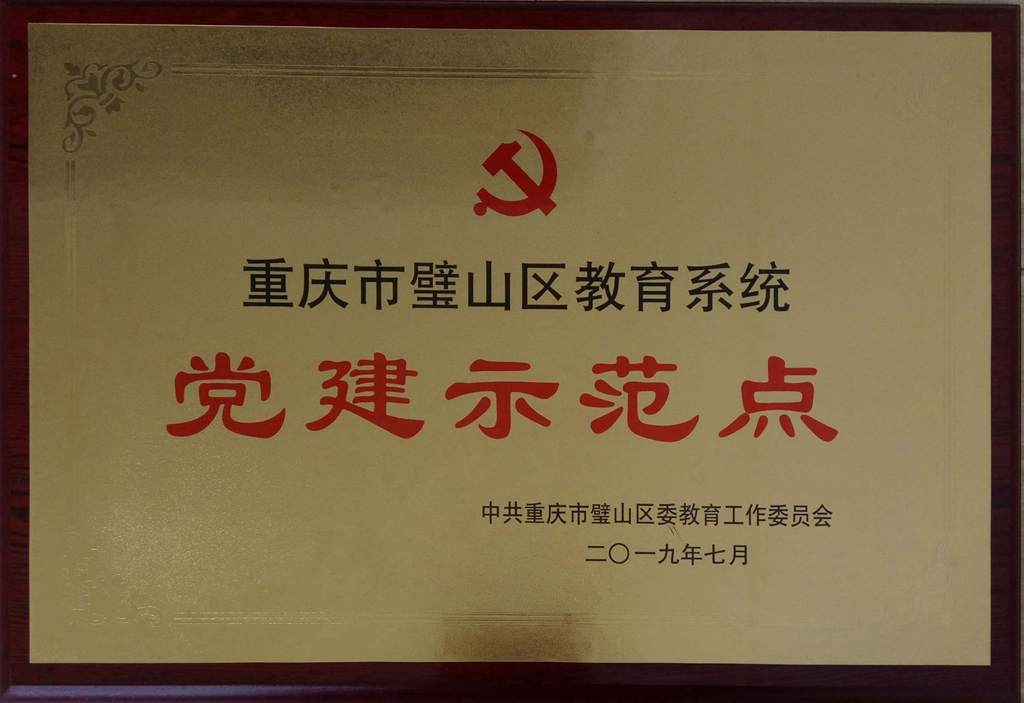 重庆市璧山区教育系统
党建示范点
中共重庆市璧山区委教育工作委员会
二〇一九年七月